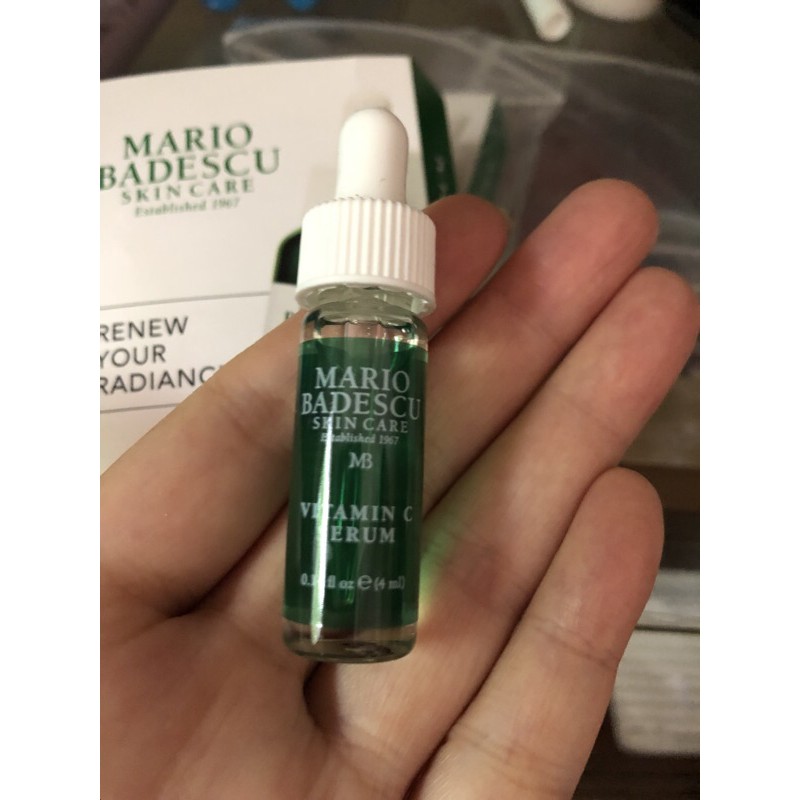 MARIO
BADESCU
SKIN CARE
Established 1967
RENEW
YOUR
MARIO
BADESCU
SKIN CARE
Established 1967
MB
VITAMIN C
SERUM
fl oz e (4 ml)